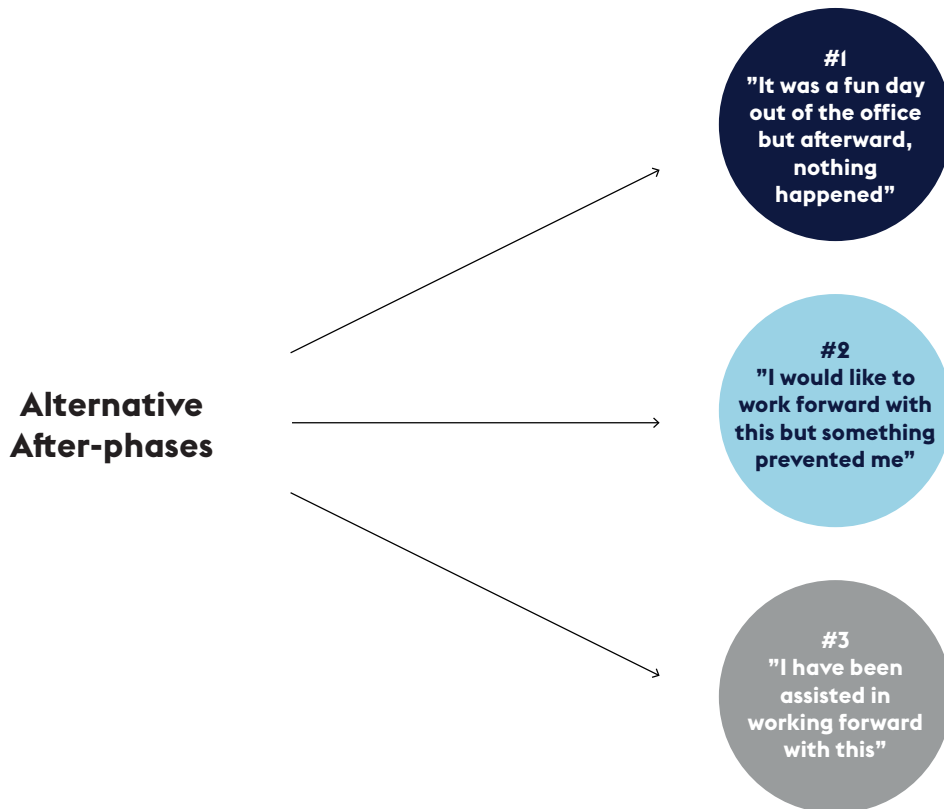 Alternative
After-phases
#1
”It was a fun day
out of the office
but afterward,
nothing
happened”
#2
”I would like to
work forward with
this but something
prevented me”
#3
”I have been
assisted in
working forward
with this”